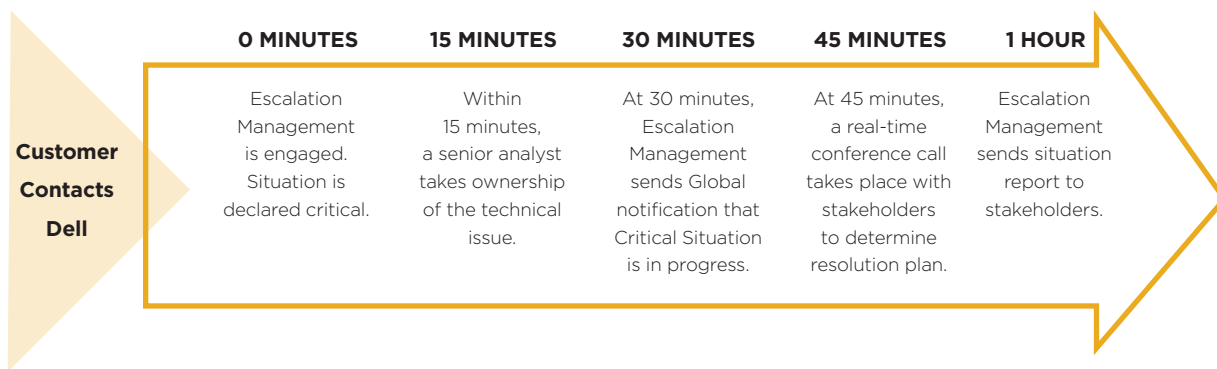 0 MINUTES
15 MINUTES
30 MINUTES
45 MINUTES
1 HOUR
Customer
Contacts
Dell
Escalation
Management
is engaged.
Situation is
declared critical.
Within
15 minutes,
a senior analyst
takes ownership
of the technical
issue.
At 30 minutes,
Escalation
Management
sends Global
notification that
Critical Situation
is in progress.
At 45 minutes,
a real-time
conference call
takes place with
stakeholders
to determine
resolution plan.
Escalation
Management
sends situation
report to
stakeholders.